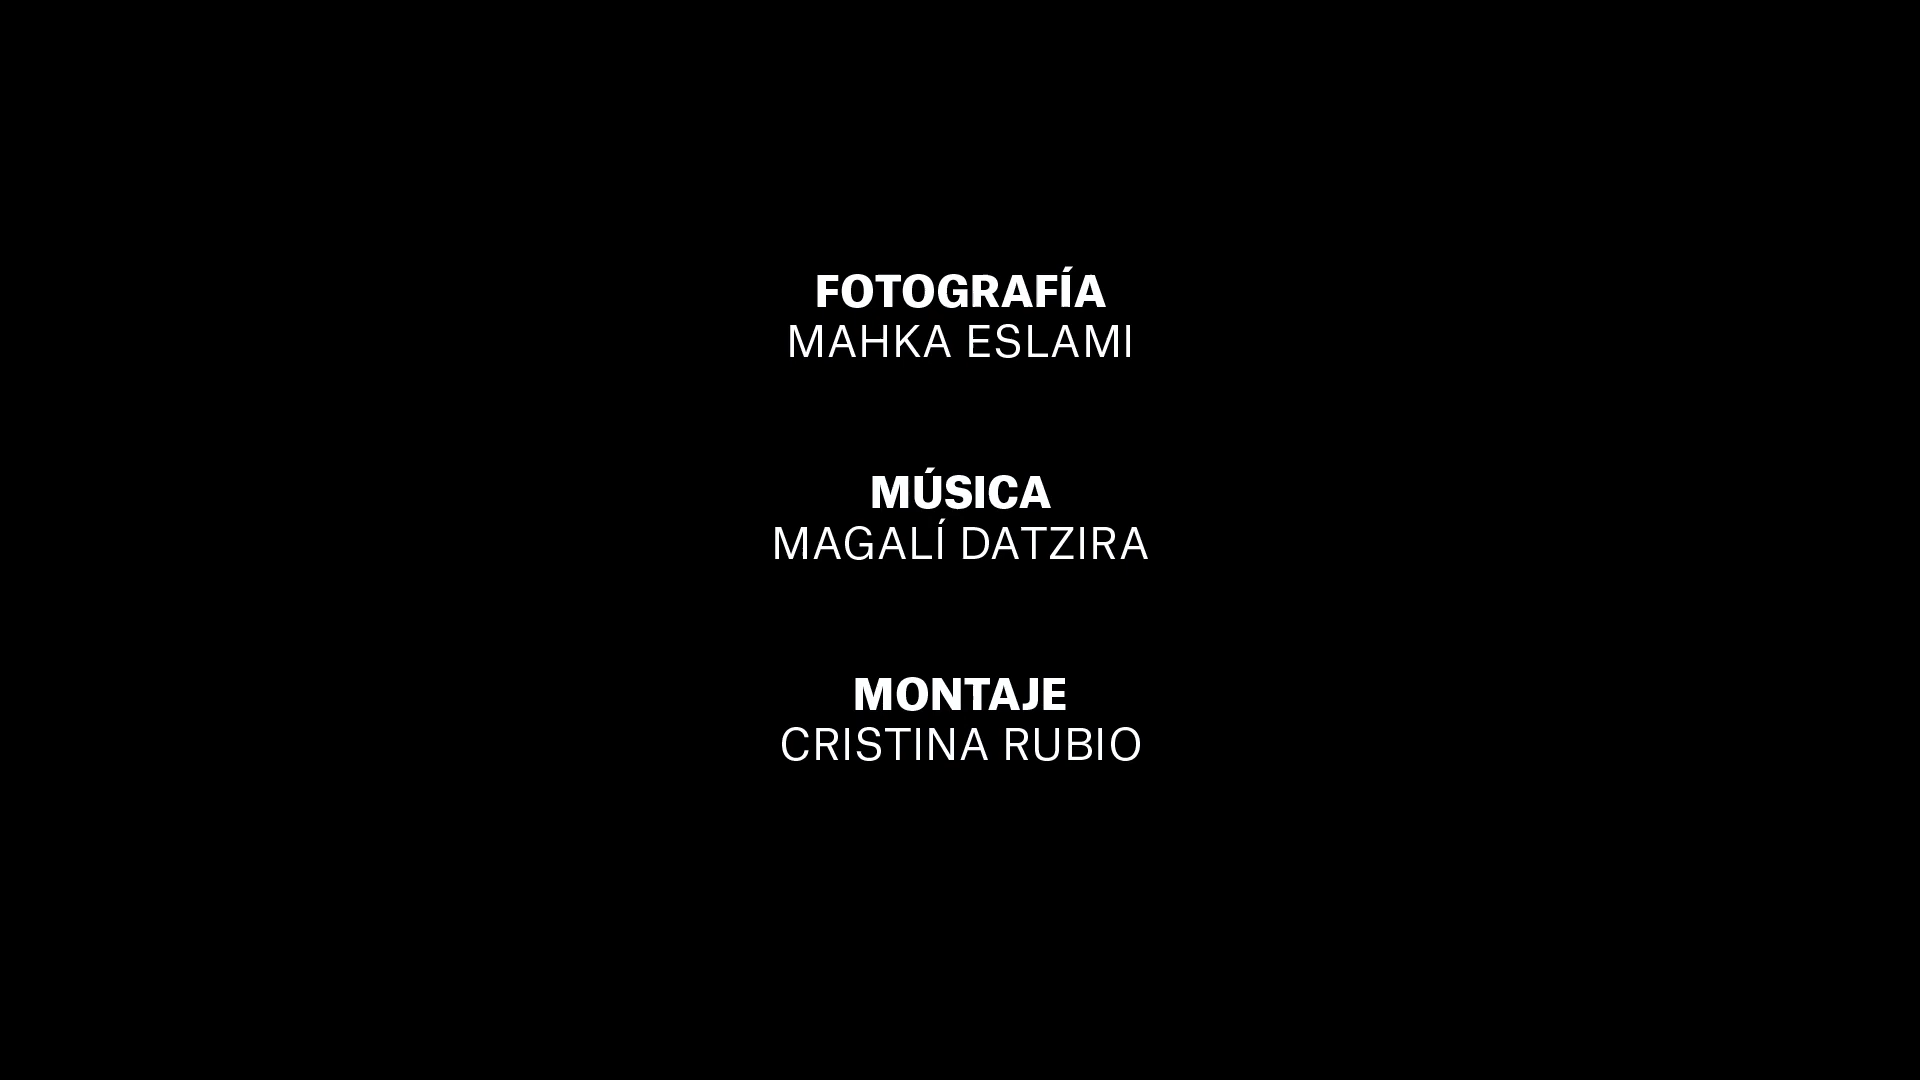 FOTOGRAFÍA
MAHKA ESLAMI
MÚSICA
MAGALÍ DATZIRA
MONTAJE
CRISTINA RUBIO